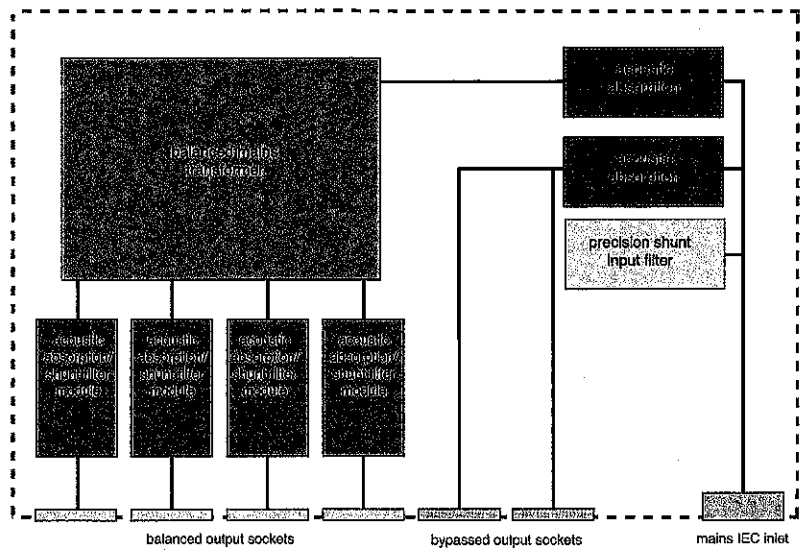 acoustic
absorption
balanced mains
transformer
acoustic
absorption
precision shunt
input filter
acoustic
absorption/
shunt filter
module
acoustic
absorption/
shunt filter
module
acoustic
absorption/
shunt filter
module
acoustic
absorption/
shunt filter
module
balanced output sockets
bypassed output sockets
mains IEC inlet